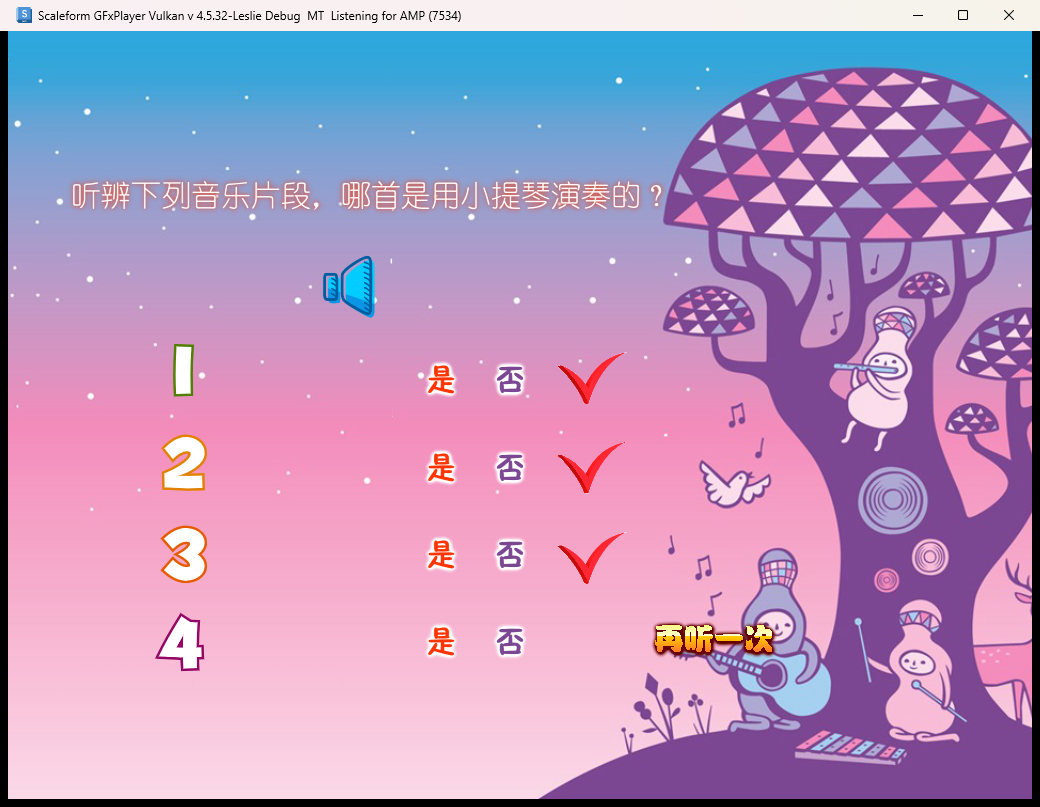 Scaleform GFxPlayer Vulkan v 4.5.32-Leslie Debug  MT  Listening for AMP (7534)
听辨下列音乐片段，哪首是用小提琴演奏的？
1 是 否
2 是 否
3 是 否
4 是 否 再听一次